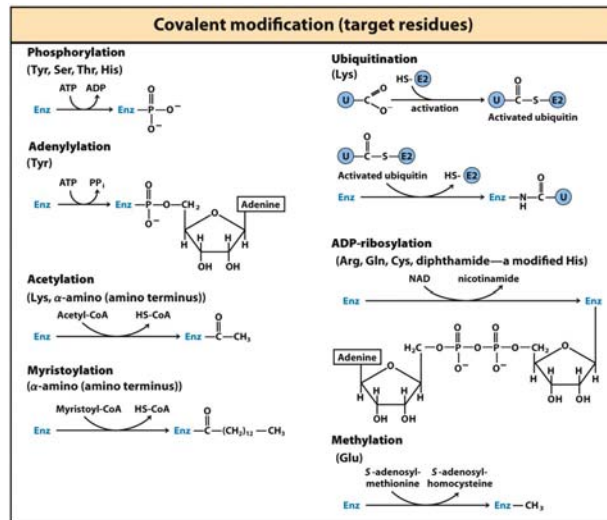 Covalent modification (target residues)
Phosphorylation
(Tyr, Ser, Thr, His)
ATP ADP
Enz Enz—P—O⁻
O
O⁻
Adenylylation
(Tyr)
ATP PPᵢ
Enz Enz—P—O—CH₂
O
O⁻
Adenine
O
H H H H
OH OH
Acetylation
(Lys, α-amino (amino terminus))
Acetyl-CoA HS-CoA
Enz Enz—C—CH₃
O
Myristoylation
(α-amino (amino terminus))
Myristoyl-CoA HS-CoA
Enz Enz—C—(CH₂)₁₂—CH₃
O
Ubiquitination
(Lys)
HS-E2
U—C O O⁻
activation
U—C—S—E2
O
Activated ubiquitin
O
U—C—S—E2
Activated ubiquitin HS-E2
Enz Enz—N—C—U
H O
ADP-ribosylation
(Arg, Gln, Cys, diphthamide—a modified His)
NAD nicotinamide
Enz Enz
O O
H₂C—O—P—O—P—O—CH₂
O⁻ O⁻
Adenine
O O
H H H H H H H H
OH OH OH OH
Methylation
(Glu)
S-adenosyl-methionine S-adenosyl-homocysteine
Enz Enz—CH₃